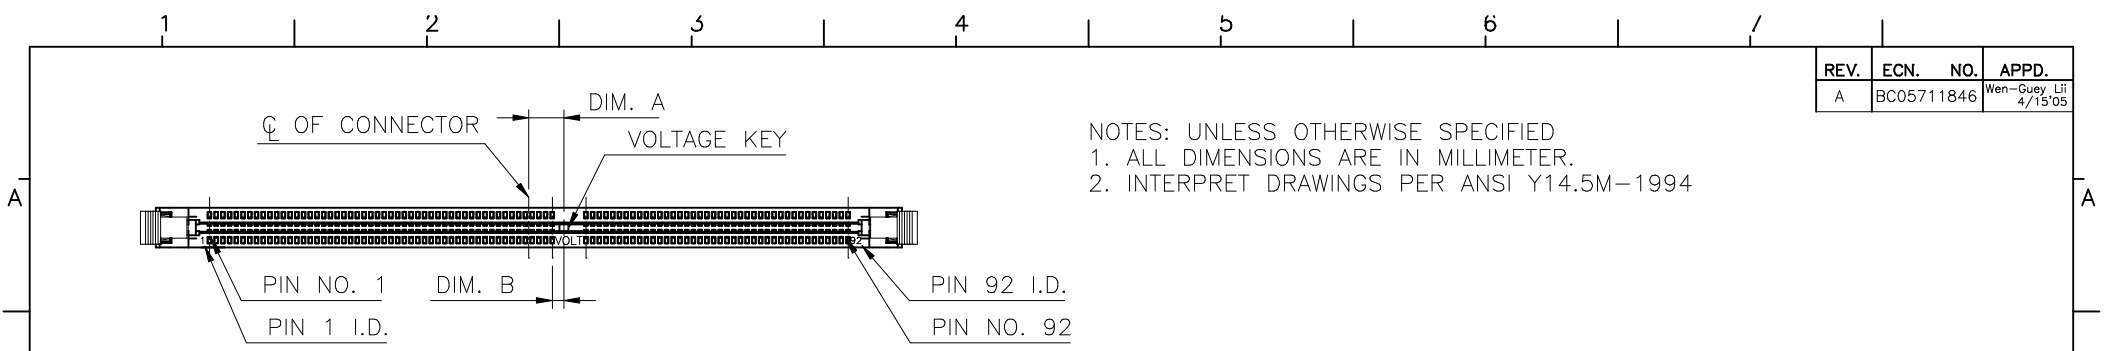 1 2 3 4 5 6 7
REV. ECN. NO. APPD.
A BC05711846 Wen-Guey Lii
4/15'05
DIM. A
℄ OF CONNECTOR
VOLTAGE KEY
NOTES: UNLESS OTHERWISE SPECIFIED
1. ALL DIMENSIONS ARE IN MILLIMETER.
2. INTERPRET DRAWINGS PER ANSI Y14.5M-1994
A A
1 VOLT 92
PIN NO. 1 DIM. B PIN 92 I.D.
PIN 1 I.D. PIN NO. 92